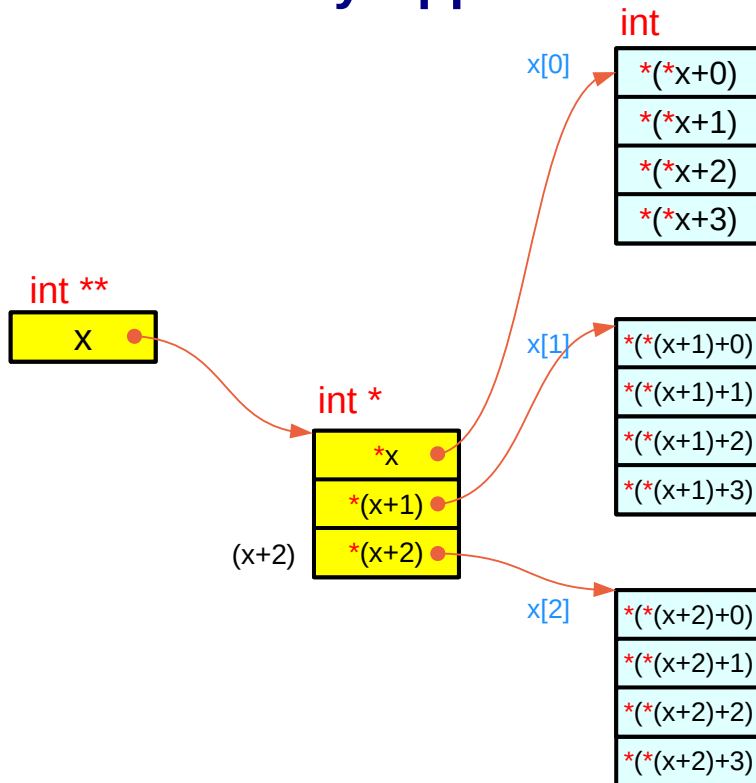 int
x[0]
*(*x+0)
*(*x+1)
*(*x+2)
*(*x+3)
int **
x
x[1]
*(*(x+1)+0)
*(*(x+1)+1)
*(*(x+1)+2)
*(*(x+1)+3)
int *
*x
*(x+1)
(x+2)
*(x+2)
x[2]
*(*(x+2)+0)
*(*(x+2)+1)
*(*(x+2)+2)
*(*(x+2)+3)